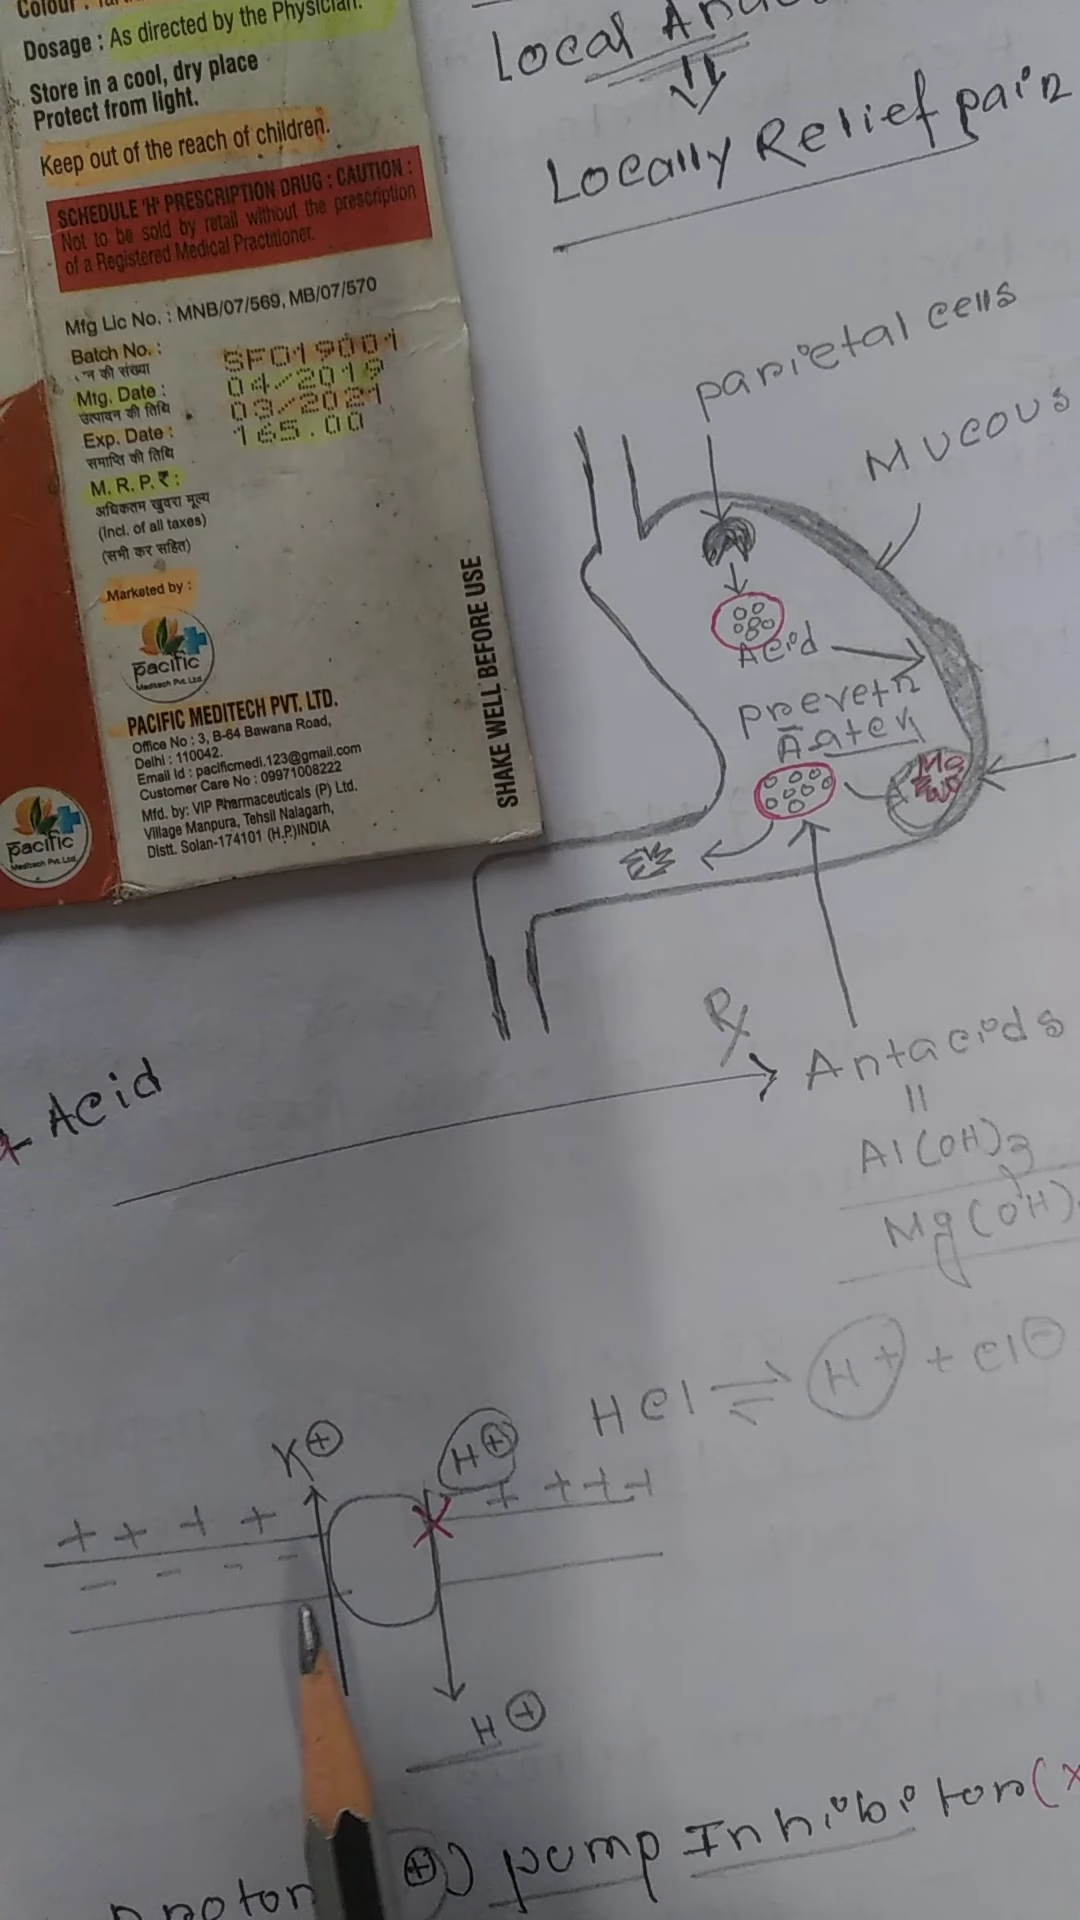 Dosage : As directed by the Physician.
Store in a cool, dry place
Protect from light.
Keep out of the reach of children.
SCHEDULE 'H' PRESCRIPTION DRUG : CAUTION :
Not to be sold by retail without the prescription
of a Registered Medical Practitioner.
Mfg Lic No. : MNB/07/569, MB/07/570
Batch No. : SF019001
न की संख्या
Mfg. Date : 04/2019
उत्पादन की तिथि
Exp. Date : 03/2021
समाप्ति की तिथि
M. R. P. ₹ : 165.00
अधिकतम खुदरा मूल्य
(Incl. of all taxes)
(सभी कर सहित)
Marketed by :
pacific
Meditech Pvt. Ltd.
PACIFIC MEDITECH PVT. LTD.
Office No : 3, B-64 Bawana Road,
Delhi : 110042.
Email Id : pacificmedi.123@gmail.com
Customer Care No : 09971008222
Mfd. by: VIP Pharmaceuticals (P) Ltd.
Village Manpura, Tehsil Nalagarh,
Distt. Solan-174101 (H.P.)INDIA
SHAKE WELL BEFORE USE
pacific
Meditech Pvt. Ltd.
Local
Locally Relief pain
parietal cells
Mucous
Acid
Acid
Rx
Antacids
=
Al(OH)3
Mg(OH)
HCl ⇌ H+ + Cl⊖
K⊕
H⊕
+ + + +
+ + + +
- - - -
H⊕
pump Inhibitor (x